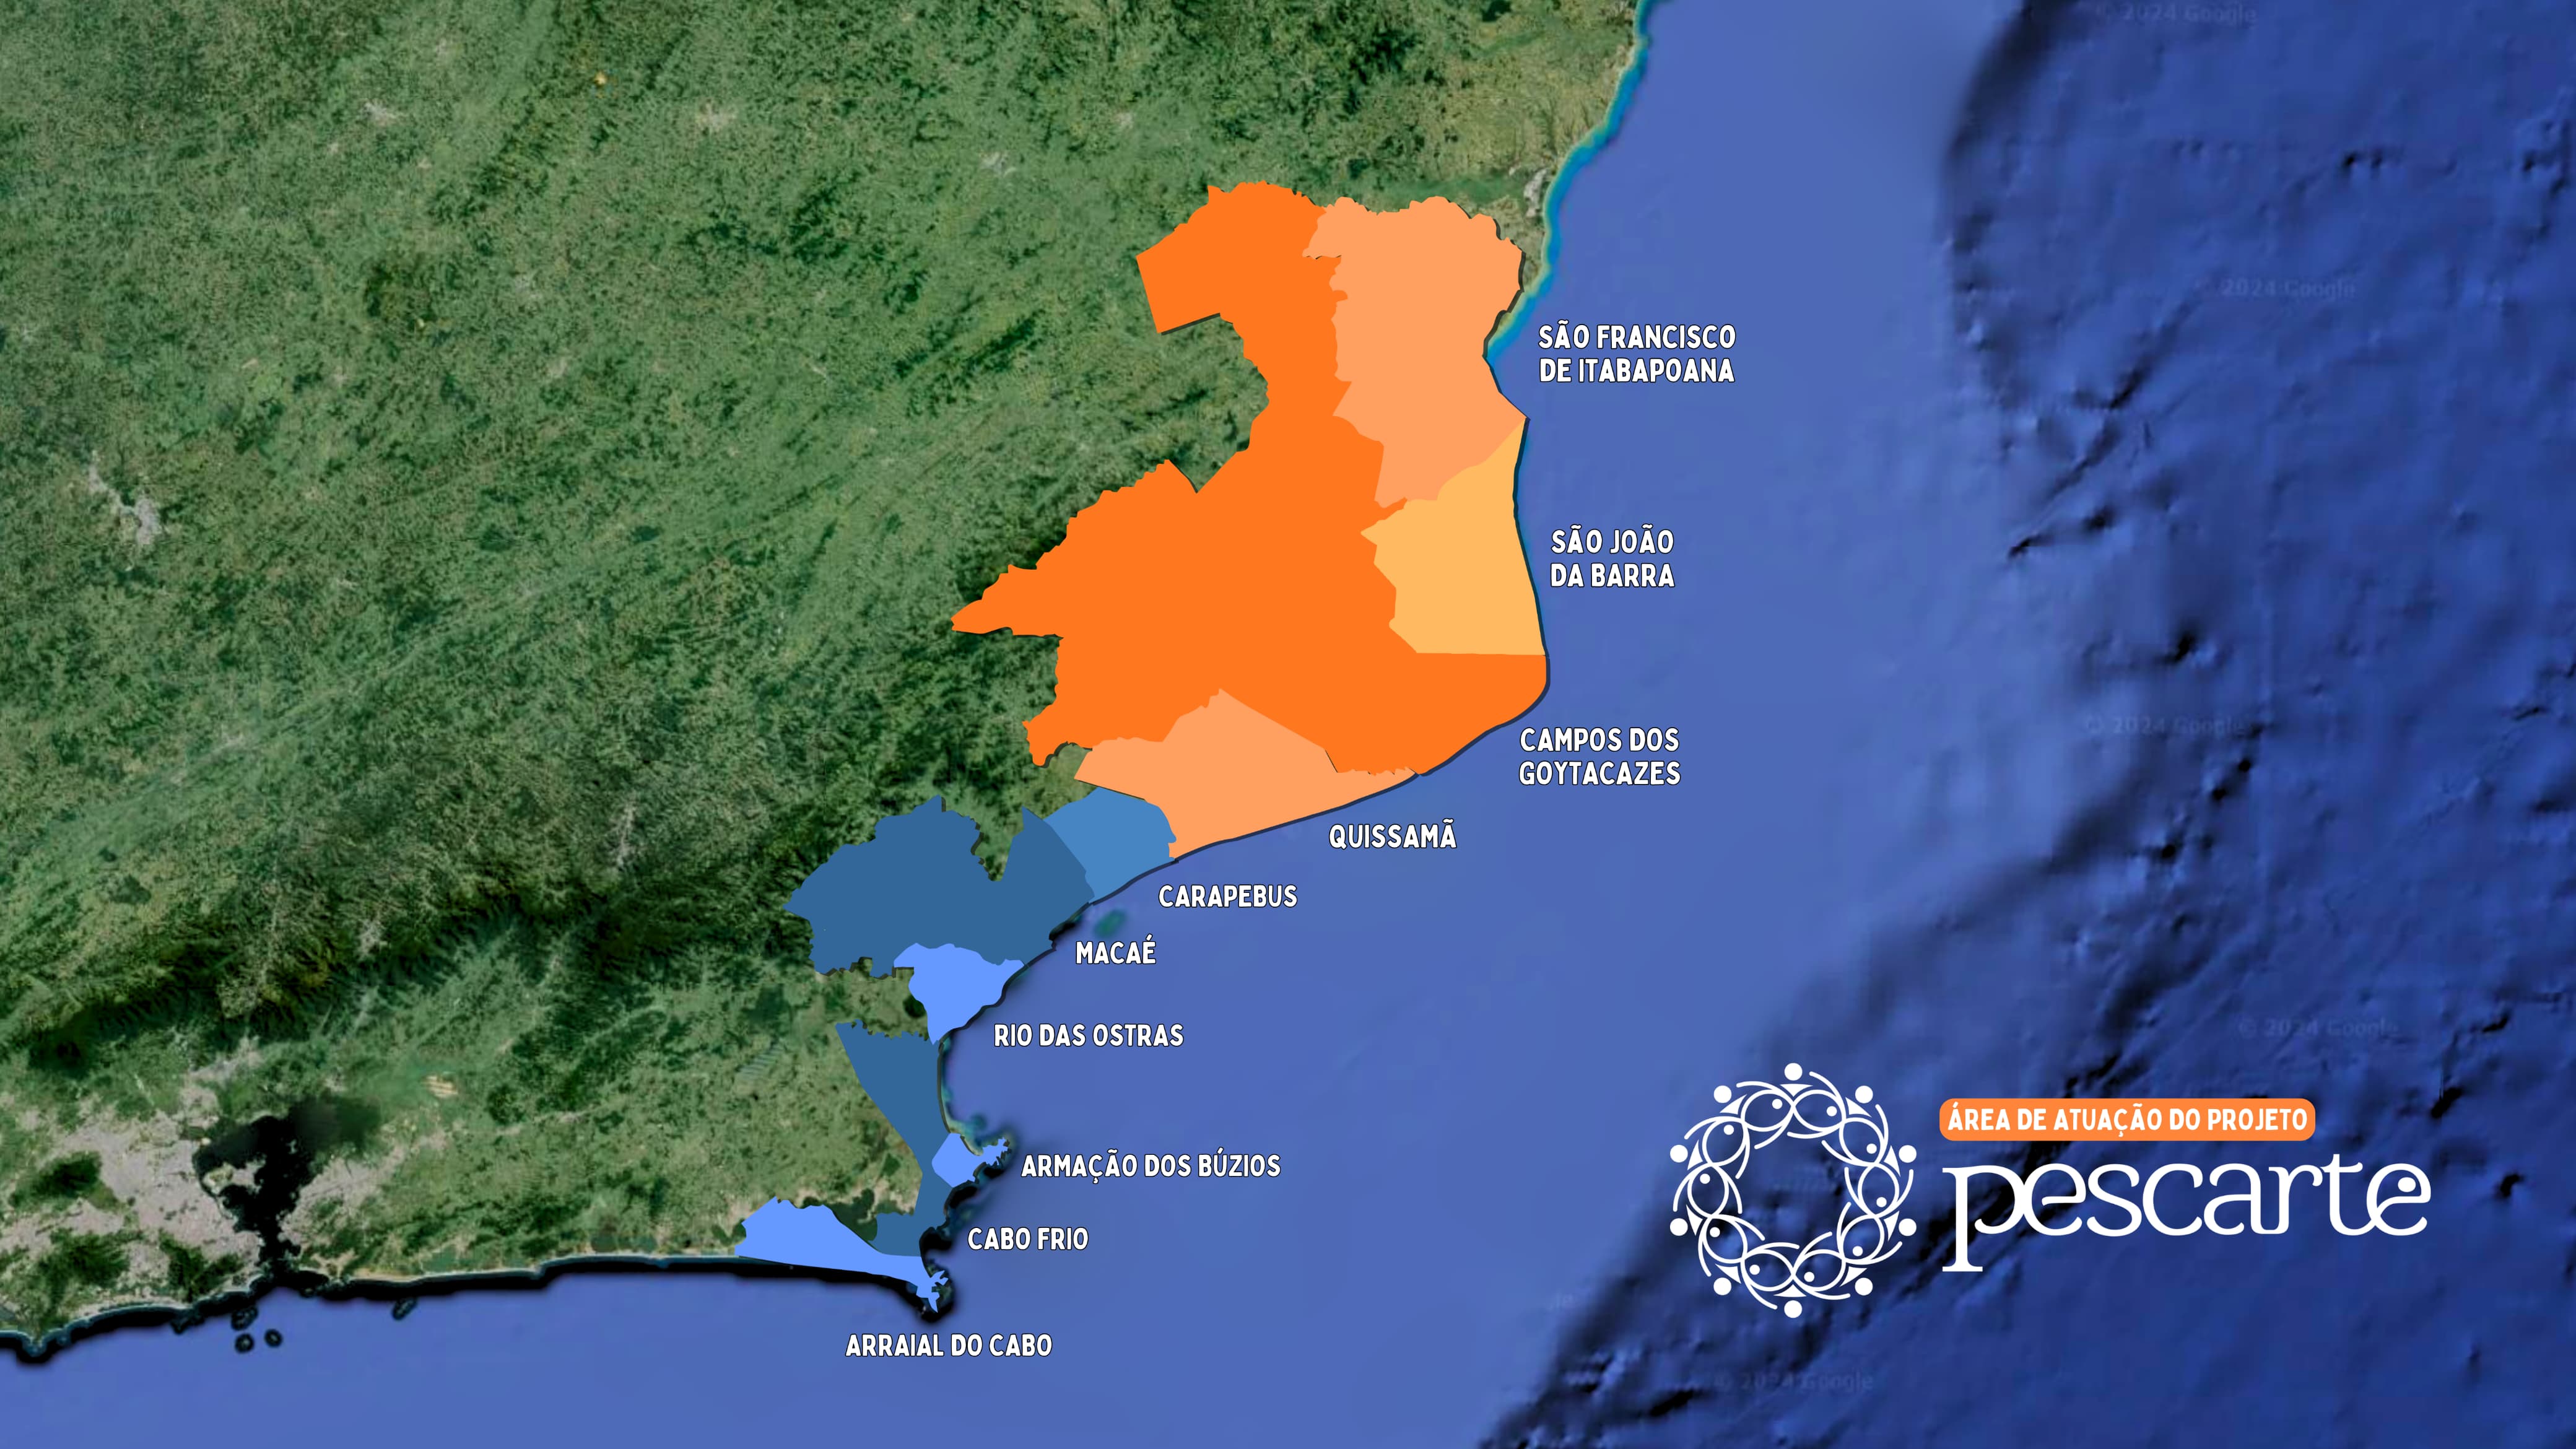 © 2024 Google
© 2024 Google
SÃO FRANCISCO
DE ITABAPOANA
SÃO JOÃO
DA BARRA
© 2024 Google
CAMPOS DOS
GOYTACAZES
QUISSAMÃ
CARAPEBUS
MACAÉ
© 2024 Google
RIO DAS OSTRAS
ÁREA DE ATUAÇÃO DO PROJETO
pescarte
ARMAÇÃO DOS BÚZIOS
CABO FRIO
ARRAIAL DO CABO
© 2024 Google